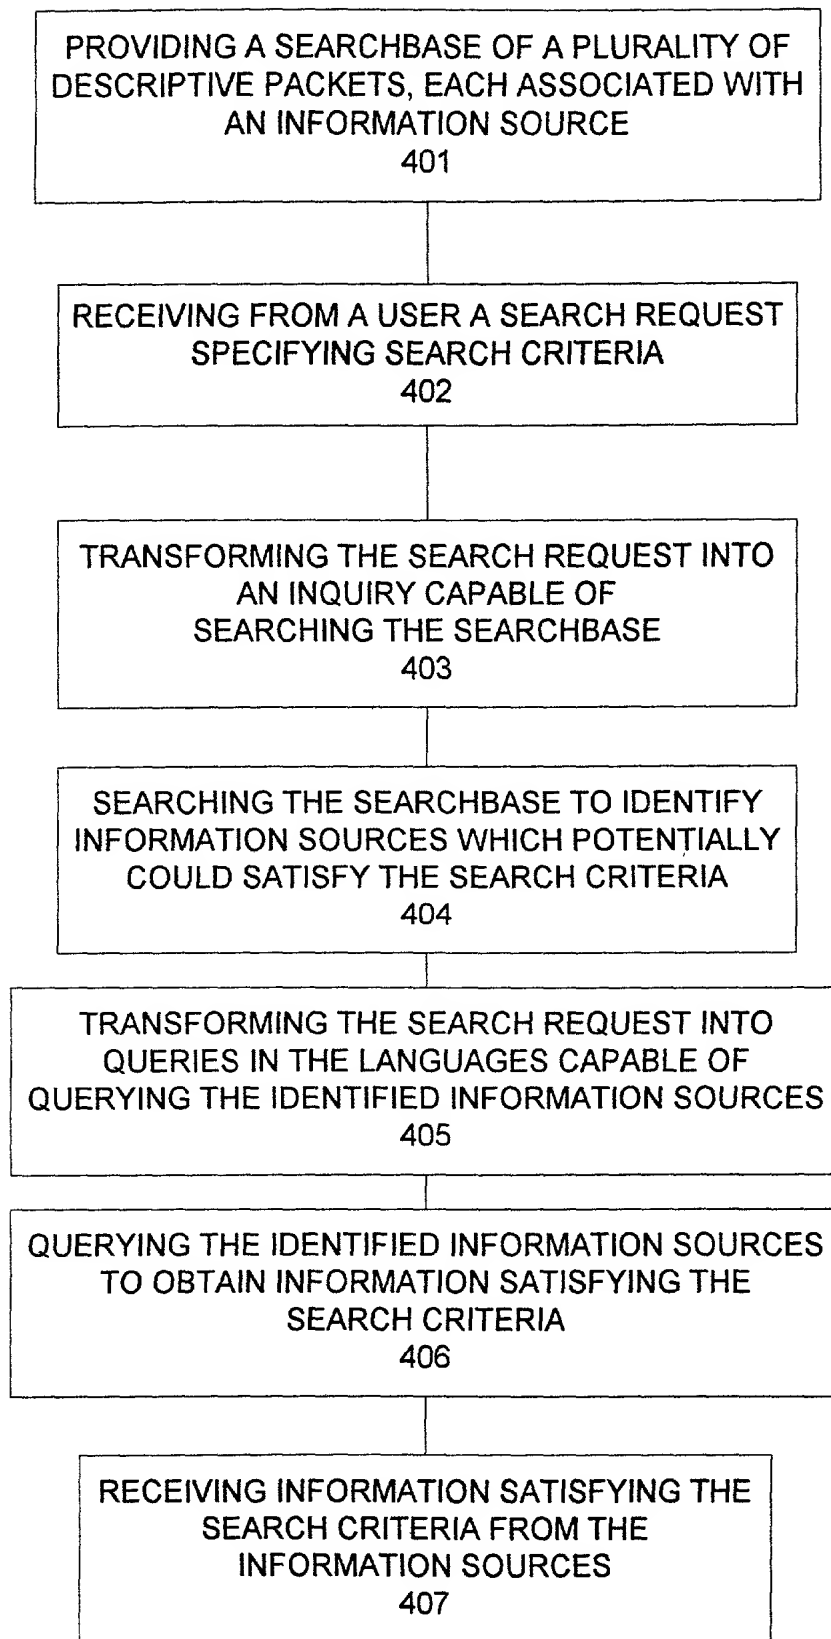 PROVIDING A SEARCHBASE OF A PLURALITY OF
DESCRIPTIVE PACKETS, EACH ASSOCIATED WITH
AN INFORMATION SOURCE
401
RECEIVING FROM A USER A SEARCH REQUEST
SPECIFYING SEARCH CRITERIA
402
TRANSFORMING THE SEARCH REQUEST INTO
AN INQUIRY CAPABLE OF
SEARCHING THE SEARCHBASE
403
SEARCHING THE SEARCHBASE TO IDENTIFY
INFORMATION SOURCES WHICH POTENTIALLY
COULD SATISFY THE SEARCH CRITERIA
404
TRANSFORMING THE SEARCH REQUEST INTO
QUERIES IN THE LANGUAGES CAPABLE OF
QUERYING THE IDENTIFIED INFORMATION SOURCES
405
QUERYING THE IDENTIFIED INFORMATION SOURCES
TO OBTAIN INFORMATION SATISFYING THE
SEARCH CRITERIA
406
RECEIVING INFORMATION SATISFYING THE
SEARCH CRITERIA FROM THE
INFORMATION SOURCES
407